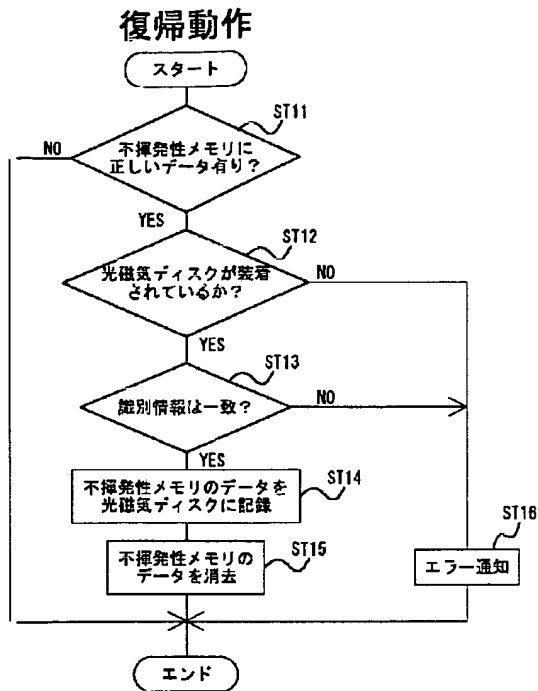 復帰動作
スタート
ST11
NO
不揮発性メモリに
正しいデータ有り？
YES
ST12
光磁気ディスクが装着
されているか？
NO
YES
ST13
識別情報は一致？
NO
YES
不揮発性メモリのデータを
光磁気ディスクに記録
ST14
不揮発性メモリの
データを消去
ST15
ST16
エラー通知
エンド